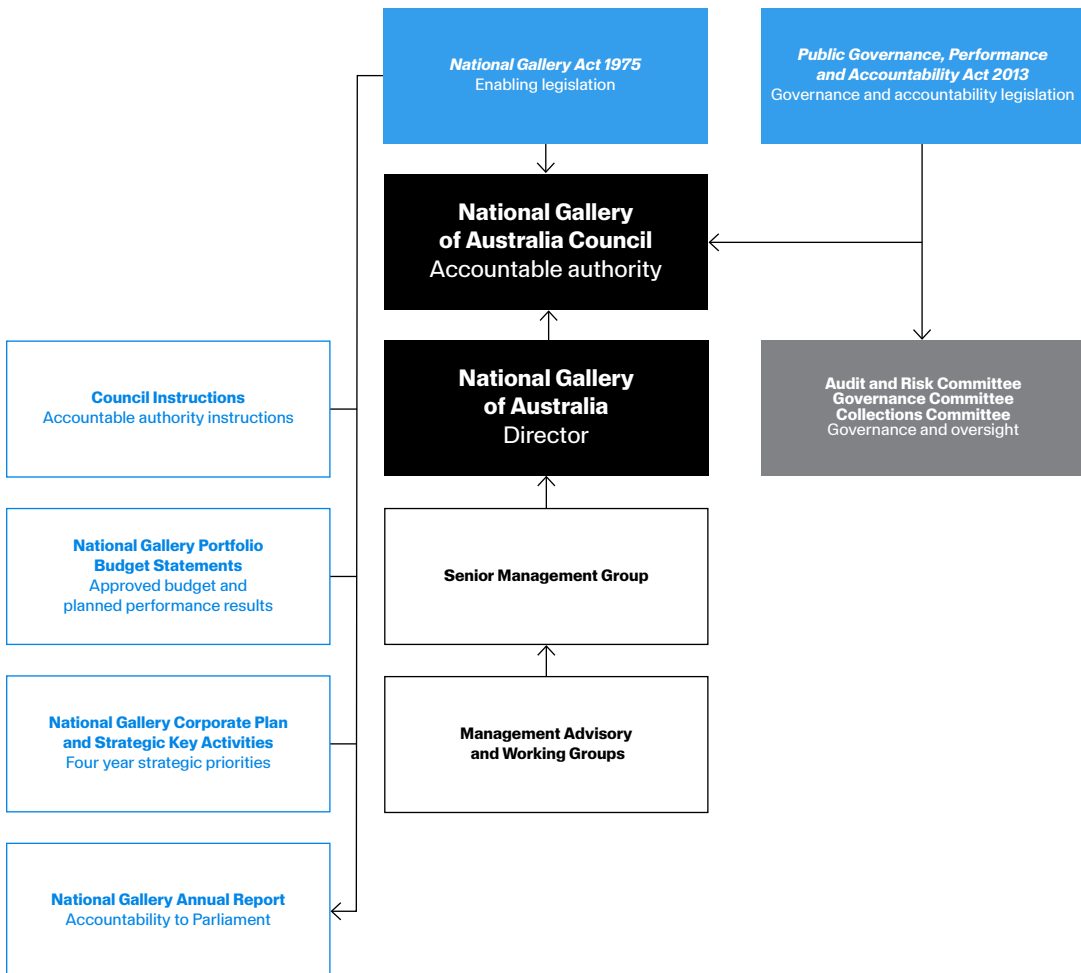 National Gallery Act 1975
Enabling legislation
Public Governance, Performance
and Accountability Act 2013
Governance and accountability legislation
National Gallery
of Australia Council
Accountable authority
Council Instructions
Accountable authority instructions
National Gallery
of Australia
Director
Audit and Risk Committee
Governance Committee
Collections Committee
Governance and oversight
National Gallery Portfolio
Budget Statements
Approved budget and
planned performance results
Senior Management Group
National Gallery Corporate Plan
and Strategic Key Activities
Four year strategic priorities
Management Advisory
and Working Groups
National Gallery Annual Report
Accountability to Parliament